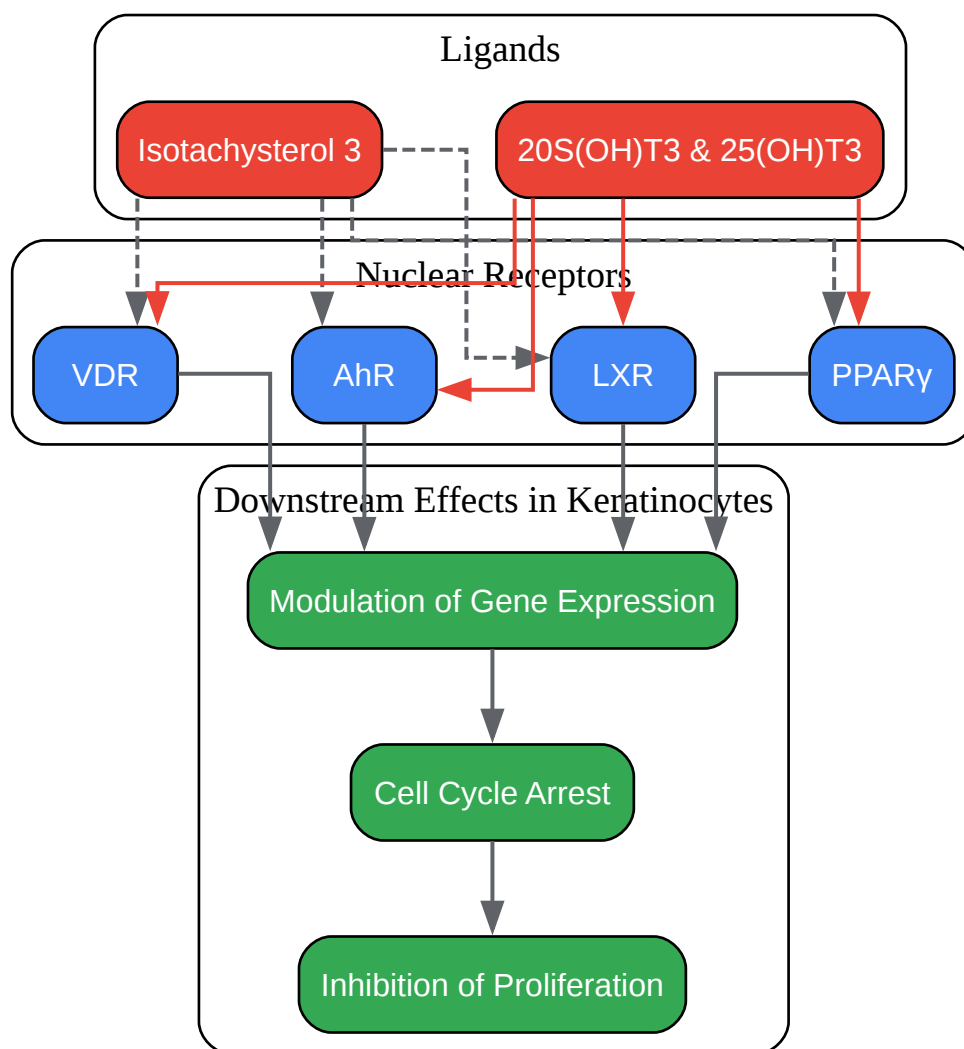 Ligands
Isotachysterol 3
20S(OH)T3 & 25(OH)T3
Nuclear Receptors
VDR
AhR
LXR
PPARγ
Downstream Effects in Keratinocytes
Modulation of Gene Expression
Cell Cycle Arrest
Inhibition of Proliferation